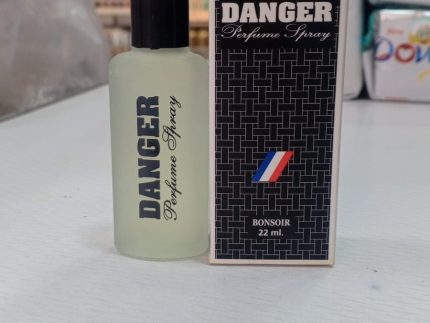 DANGER
Perfume Spray
DANGER
Perfume Spray
BONSOIR
22 ml.